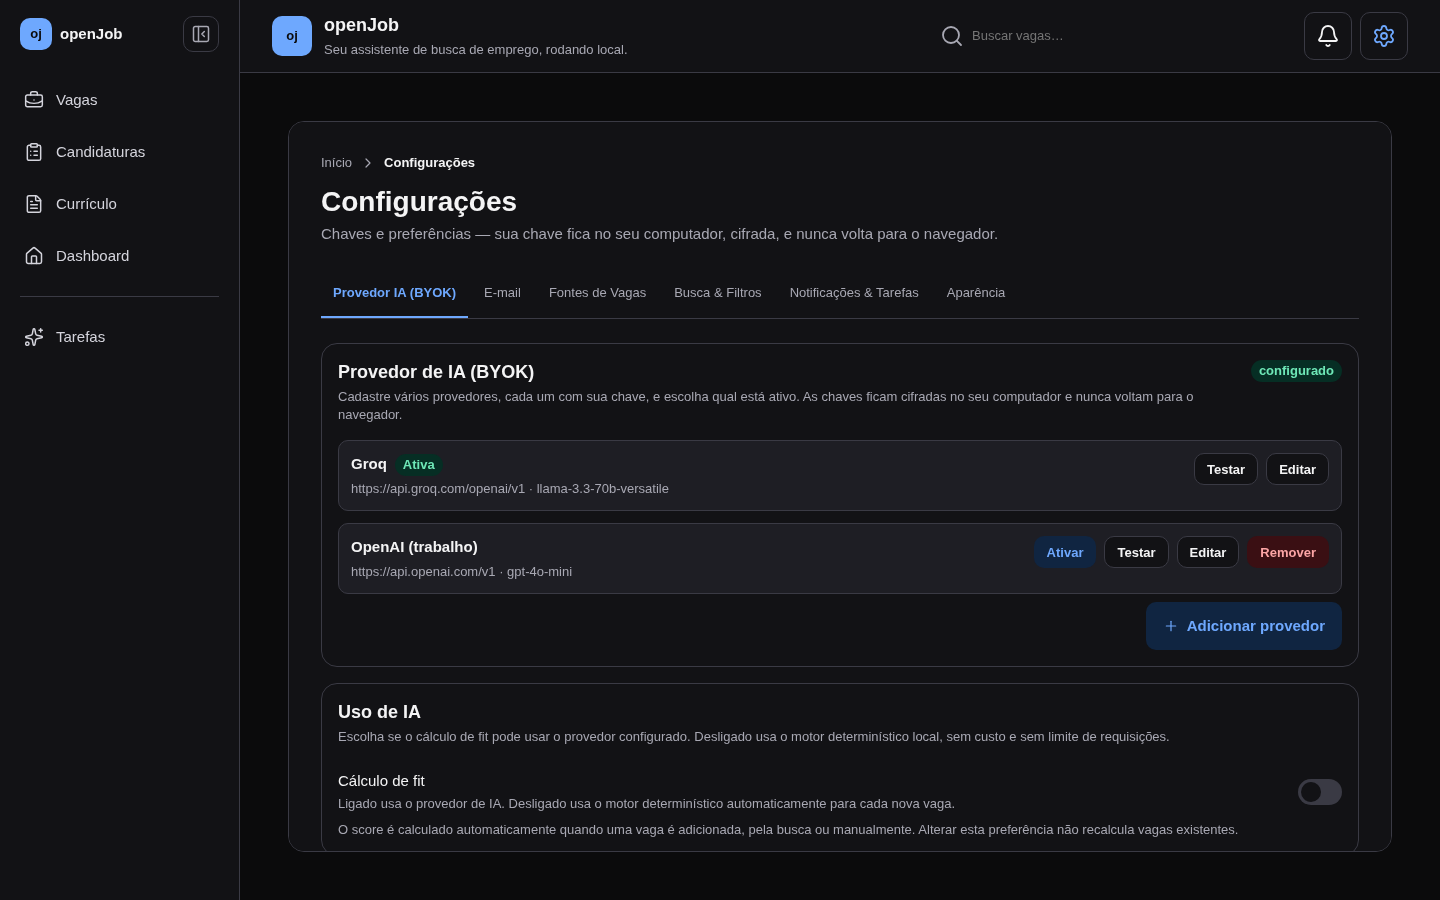 oj openJob
Vagas
Candidaturas
Currículo
Dashboard
Tarefas
oj openJob
Seu assistente de busca de emprego, rodando local.
Buscar vagas…
Início > Configurações
Configurações
Chaves e preferências — sua chave fica no seu computador, cifrada, e nunca volta para o navegador.
Provedor IA (BYOK) E-mail Fontes de Vagas Busca & Filtros Notificações & Tarefas Aparência
Provedor de IA (BYOK) configurado
Cadastre vários provedores, cada um com sua chave, e escolha qual está ativo. As chaves ficam cifradas no seu computador e nunca voltam para o
navegador.
Groq Ativa Testar Editar
https://api.groq.com/openai/v1 · llama-3.3-70b-versatile
OpenAI (trabalho) Ativar Testar Editar Remover
https://api.openai.com/v1 · gpt-4o-mini
Adicionar provedor
Uso de IA
Escolha se o cálculo de fit pode usar o provedor configurado. Desligado usa o motor determinístico local, sem custo e sem limite de requisições.
Cálculo de fit
Ligado usa o provedor de IA. Desligado usa o motor determinístico automaticamente para cada nova vaga.
O score é calculado automaticamente quando uma vaga é adicionada, pela busca ou manualmente. Alterar esta preferência não recalcula vagas existentes.